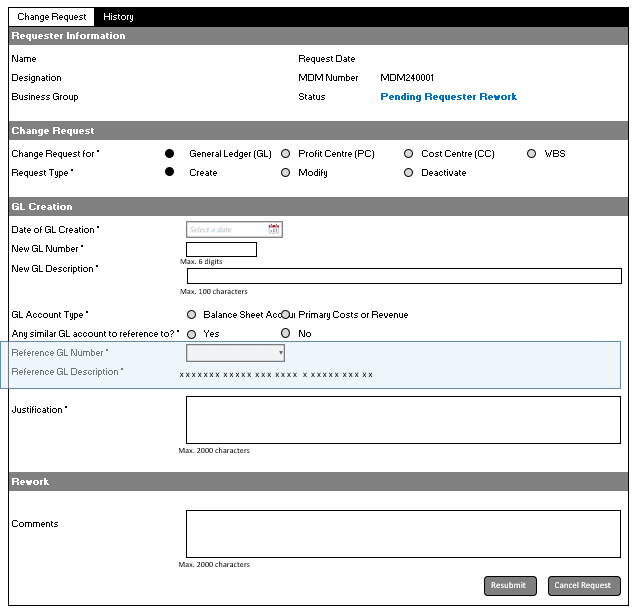 Change Request History
Requester Information
Name Request Date
Designation MDM Number MDM240001
Business Group Status Pending Requester Rework
Change Request
Change Request for * General Ledger (GL) Profit Centre (PC) Cost Centre (CC) WBS
Request Type * Create Modify Deactivate
GL Creation
Date of GL Creation * Select a date
New GL Number *
Max. 6 digits
New GL Description *
Max. 100 characters
GL Account Type * Balance Sheet Accour Primary Costs or Revenue
Any similar GL account to reference to? * Yes No
Reference GL Number *
Reference GL Description * xxxxxxx xxxxx xxx xxxx x xxxxx xxx xx
Justification *
Max. 2000 characters
Rework
Comments
Max. 2000 characters
Resubmit Cancel Request